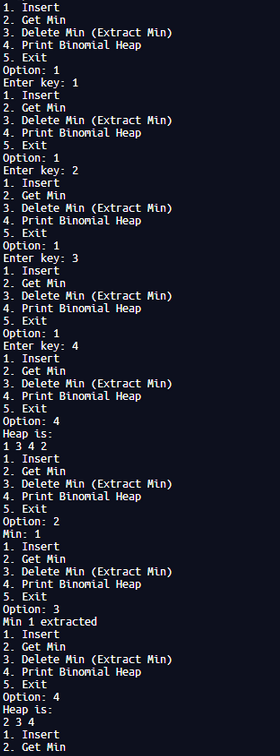 1. Insert
2. Get Min
3. Delete Min (Extract Min)
4. Print Binomial Heap
5. Exit
Option: 1
Enter key: 1
1. Insert
2. Get Min
3. Delete Min (Extract Min)
4. Print Binomial Heap
5. Exit
Option: 1
Enter key: 2
1. Insert
2. Get Min
3. Delete Min (Extract Min)
4. Print Binomial Heap
5. Exit
Option: 1
Enter key: 3
1. Insert
2. Get Min
3. Delete Min (Extract Min)
4. Print Binomial Heap
5. Exit
Option: 1
Enter key: 4
1. Insert
2. Get Min
3. Delete Min (Extract Min)
4. Print Binomial Heap
5. Exit
Option: 4
Heap is:
1 3 4 2
1. Insert
2. Get Min
3. Delete Min (Extract Min)
4. Print Binomial Heap
5. Exit
Option: 2
Min: 1
1. Insert
2. Get Min
3. Delete Min (Extract Min)
4. Print Binomial Heap
5. Exit
Option: 3
Min 1 extracted
1. Insert
2. Get Min
3. Delete Min (Extract Min)
4. Print Binomial Heap
5. Exit
Option: 4
Heap is:
2 3 4
1. Insert
2. Get Min